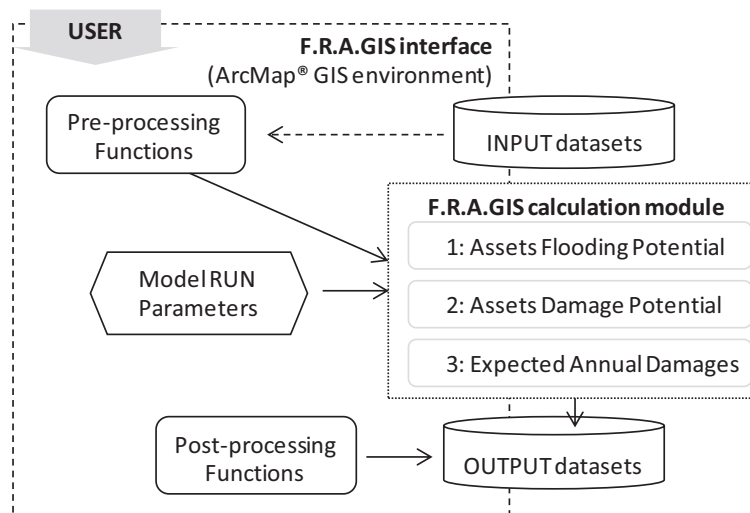 USER
F.R.A.GIS interface
(ArcMap® GIS environment)
Pre-processing
Functions
INPUT datasets
F.R.A.GIS calculation module
1: Assets Flooding Potential
Model RUN
Parameters
2: Assets Damage Potential
3: Expected Annual Damages
Post-processing
Functions
OUTPUT datasets